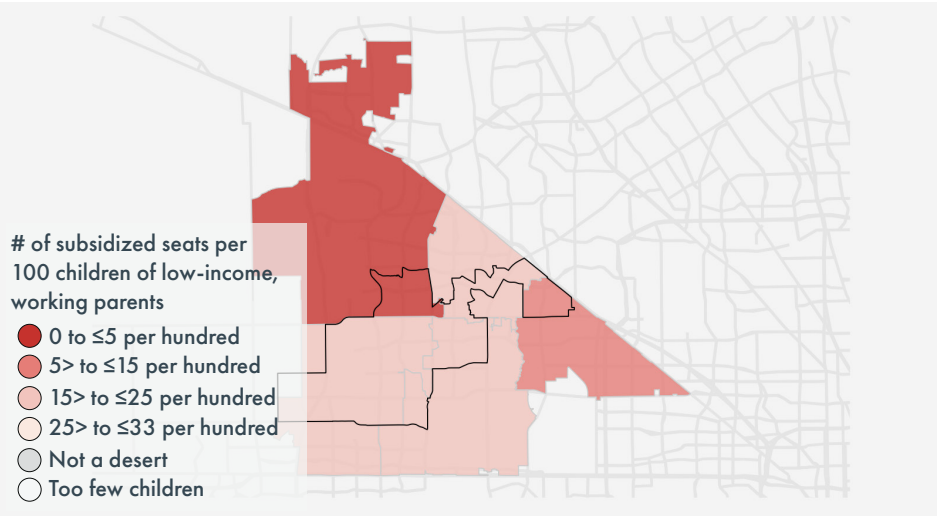 # of subsidized seats per
100 children of low-income,
working parents
0 to ≤5 per hundred
5> to ≤15 per hundred
15> to ≤25 per hundred
25> to ≤33 per hundred
Not a desert
Too few children